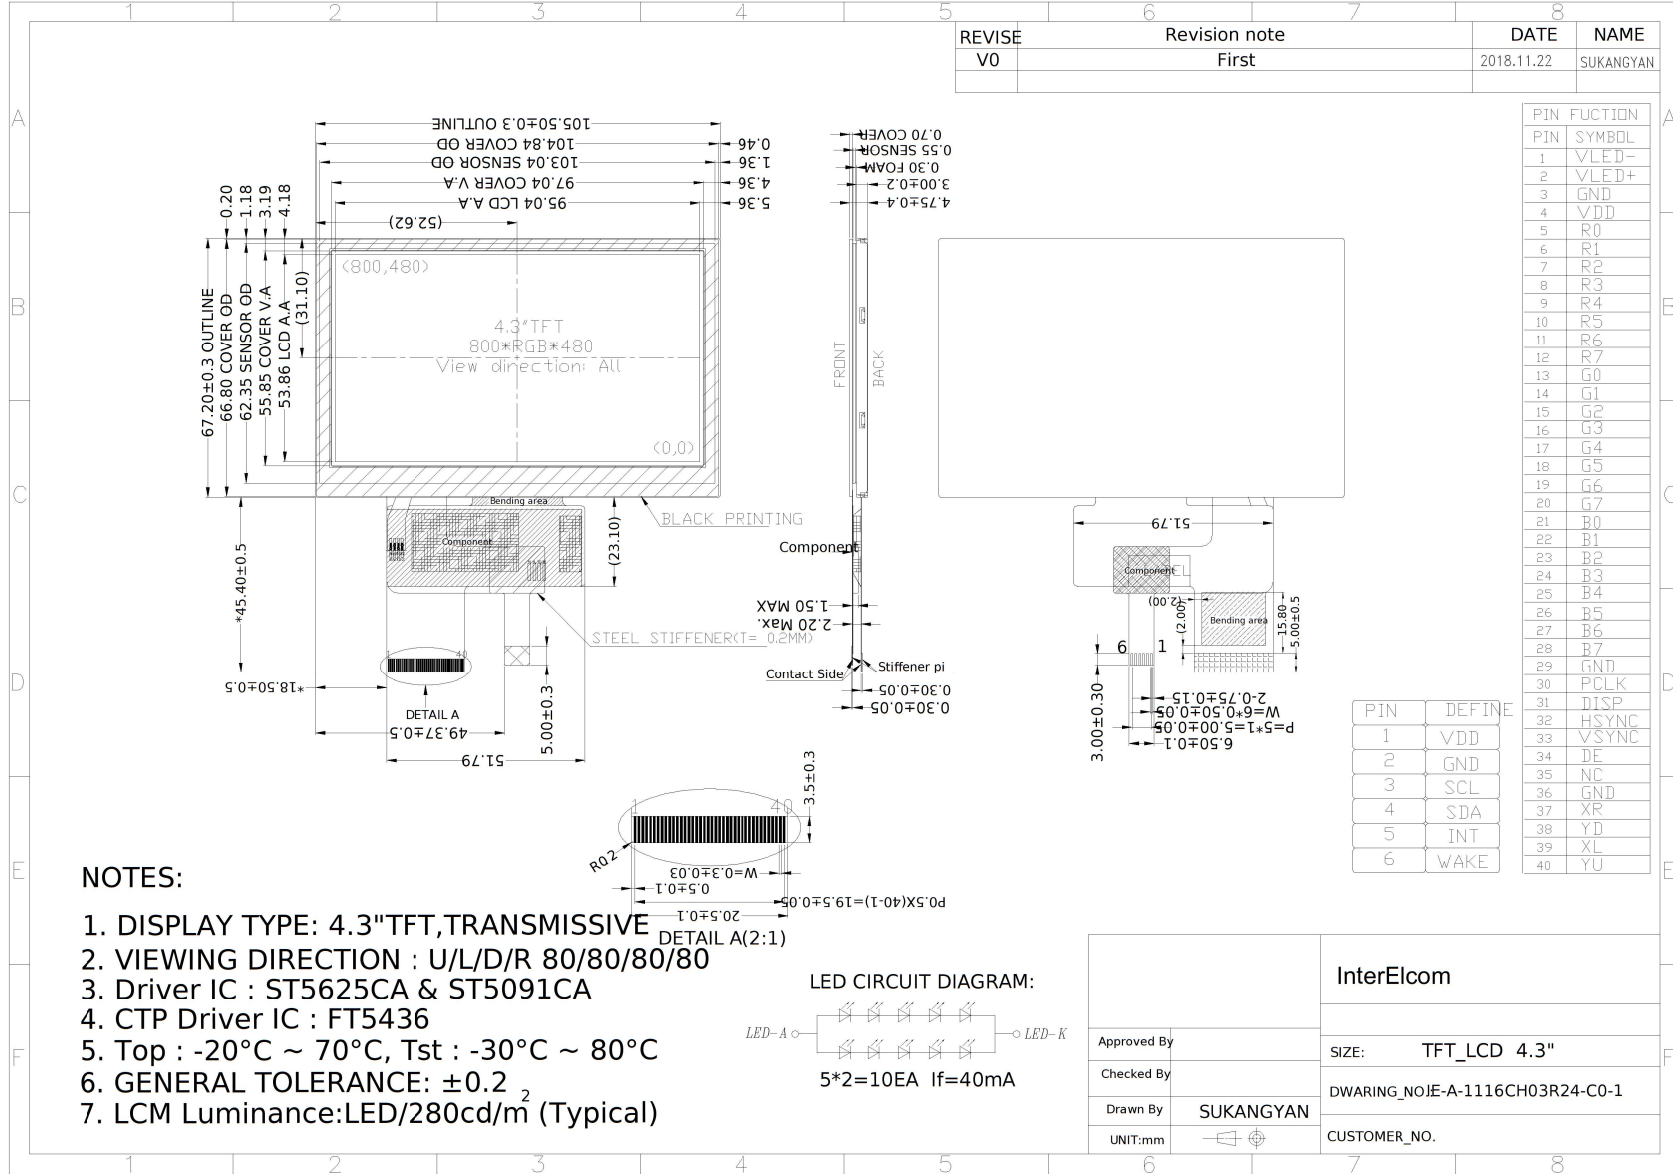 1 2 3 4 5 6 7 8
REVISE Revision note DATE NAME
V0 First 2018.11.22 SUKANGYAN
A
B
C
D
E
F
105.50±0.3 OUTLINE
104.84 COVER OD
103.04 SENSOR OD
97.04 COVER V.A
95.04 LCD A.A
(52.62)
0.46
1.36
4.36
5.36
0.20
1.18
3.19
4.18
67.20±0.3 OUTLINE
66.80 COVER OD
62.35 SENSOR OD
55.85 COVER V.A
53.86 LCD A.A
(31.10)
(800,480)
4.3"TFT
800*RGB*480
View direction: All
(0,0)
Bending area
Component
BLACK PRINTING
(23.10)
STEEL STIFFENER(T= 0.2MM)
*45.40±0.5
*18.50±0.5
1 40
DETAIL A
49.37±0.5
51.79
5.00±0.3
0.70 COVER
0.55 SENSOR
0.30 FOAM
3.00±0.2
4.75±0.4
FRONT
BACK
Component
1.50 MAX
2.20 Max.
Contact Side
Stiffener pi
0.30±0.05
0.30±0.05
51.79
Component
(2.00)
(2.00)
Bending area
15.80
5.00±0.5
6 1
3.00±0.30
2-0.75±0.15
W=6*0.50±0.05
P=5*1=5.00±0.05
6.50±0.1
PIN FUCTION
PIN SYMBOL
1 VLED-
2 VLED+
3 GND
4 VDD
5 R0
6 R1
7 R2
8 R3
9 R4
10 R5
11 R6
12 R7
13 G0
14 G1
15 G2
16 G3
17 G4
18 G5
19 G6
20 G7
21 B0
22 B1
23 B2
24 B3
25 B4
26 B5
27 B6
28 B7
29 GND
30 PCLK
31 DISP
32 HSYNC
33 VSYNC
34 DE
35 NC
36 GND
37 XR
38 YD
39 XL
40 YU
PIN DEFINE
1 VDD
2 GND
3 SCL
4 SDA
5 INT
6 WAKE
1 40
3.5±0.3
R0.2
W=0.3±0.03
0.5±0.1
P0.5X(40-1)=19.5±0.05
20.5±0.1
DETAIL A(2:1)
NOTES:
1. DISPLAY TYPE: 4.3"TFT,TRANSMISSIVE
2. VIEWING DIRECTION : U/L/D/R 80/80/80/80
3. Driver IC : ST5625CA & ST5091CA
4. CTP Driver IC : FT5436
5. Top : -20°C ~ 70°C, Tst : -30°C ~ 80°C
6. GENERAL TOLERANCE: ±0.2
7. LCM Luminance:LED/280cd/m² (Typical)
LED CIRCUIT DIAGRAM:
LED-A LED-K
5*2=10EA If=40mA
InterElcom
Approved By
Checked By
Drawn By SUKANGYAN
UNIT:mm
SIZE: TFT_LCD 4.3"
DWARING_NO.IE-A-1116CH03R24-C0-1
CUSTOMER_NO.
1 2 3 4 5 6 7 8
A
B
C
D
E
F